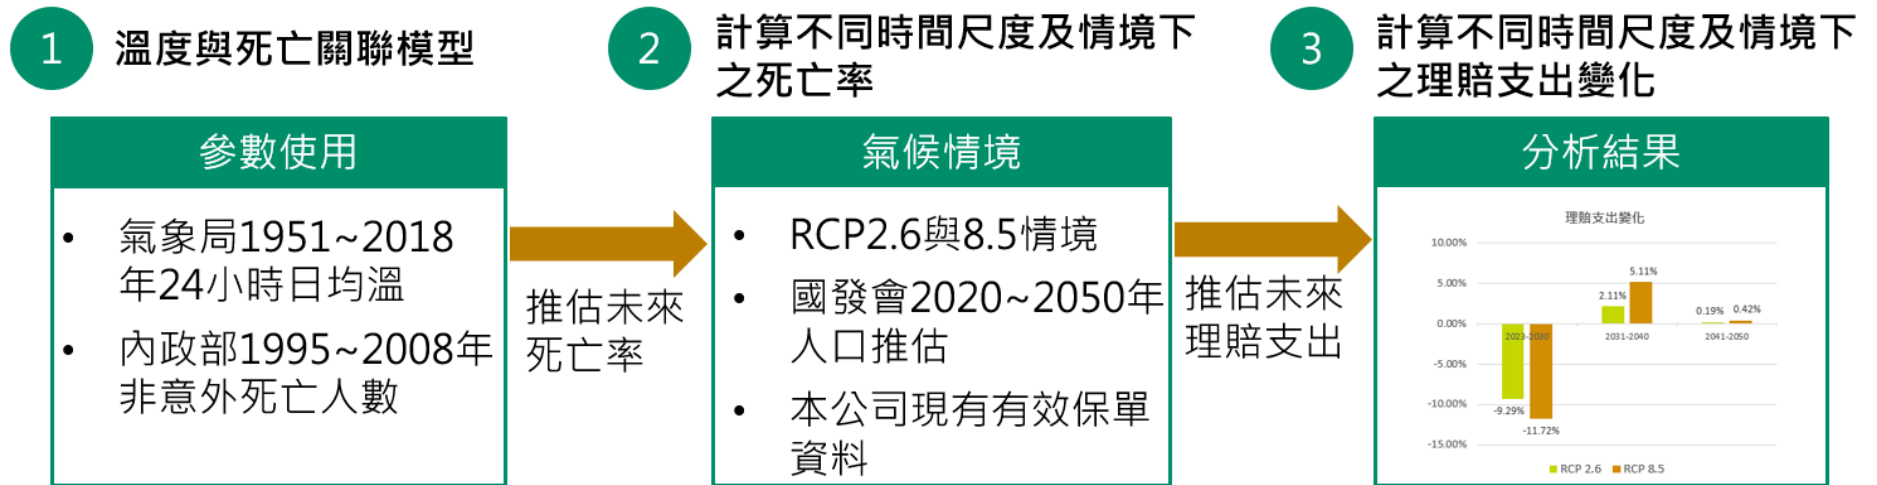 1
溫度與死亡關聯模型
參數使用
• 氣象局1951~2018
年24小時日均溫
• 內政部1995~2008年
非意外死亡人數
推估未來
死亡率
2
計算不同時間尺度及情境下
之死亡率
氣候情境
• RCP2.6與8.5情境
• 國發會2020~2050年
人口推估
• 本公司現有有效保單
資料
推估未來
理賠支出
3
計算不同時間尺度及情境下
之理賠支出變化
分析結果
理賠支出變化
10.00%
5.00%
0.00%
-5.00%
-10.00%
-15.00%
-9.29%
-11.72%
2.11%
5.11%
0.19%
0.42%
2023-2030
2031-2040
2041-2050
RCP 2.6
RCP 8.5